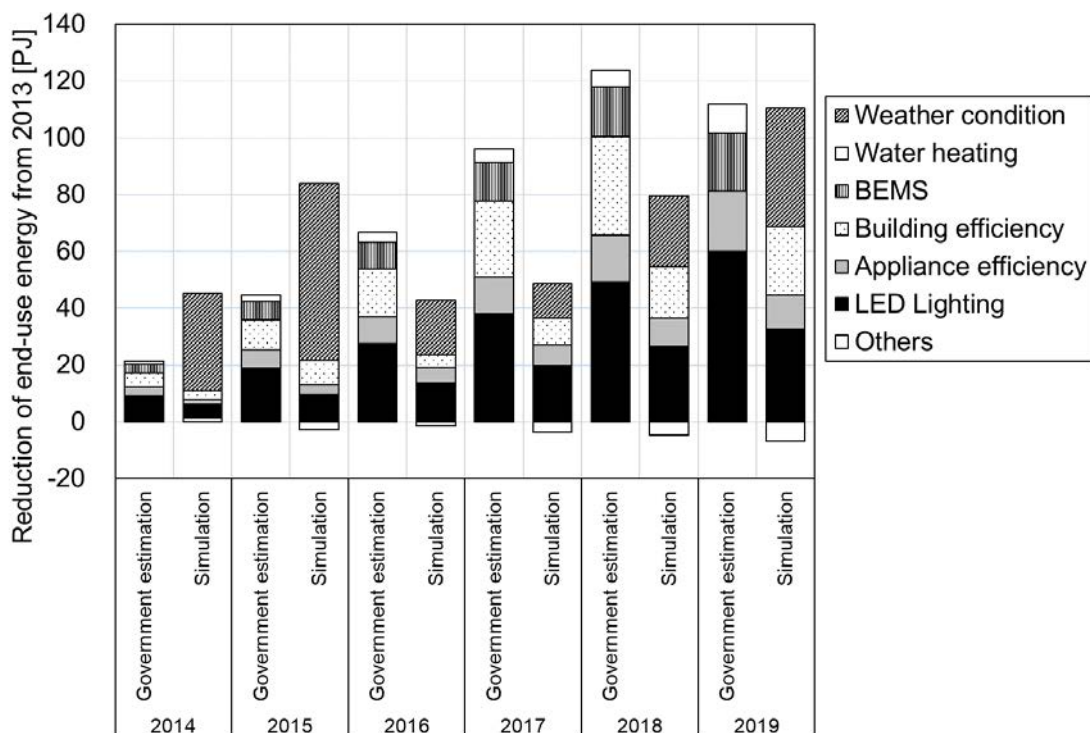 Reduction of end-use energy from 2013 [PJ]
140
120
100
80
60
40
20
0
-20
Government estimation
Simulation
Government estimation
Simulation
Government estimation
Simulation
Government estimation
Simulation
Government estimation
Simulation
Government estimation
Simulation
2014
2015
2016
2017
2018
2019
Weather condition
Water heating
BEMS
Building efficiency
Appliance efficiency
LED Lighting
Others